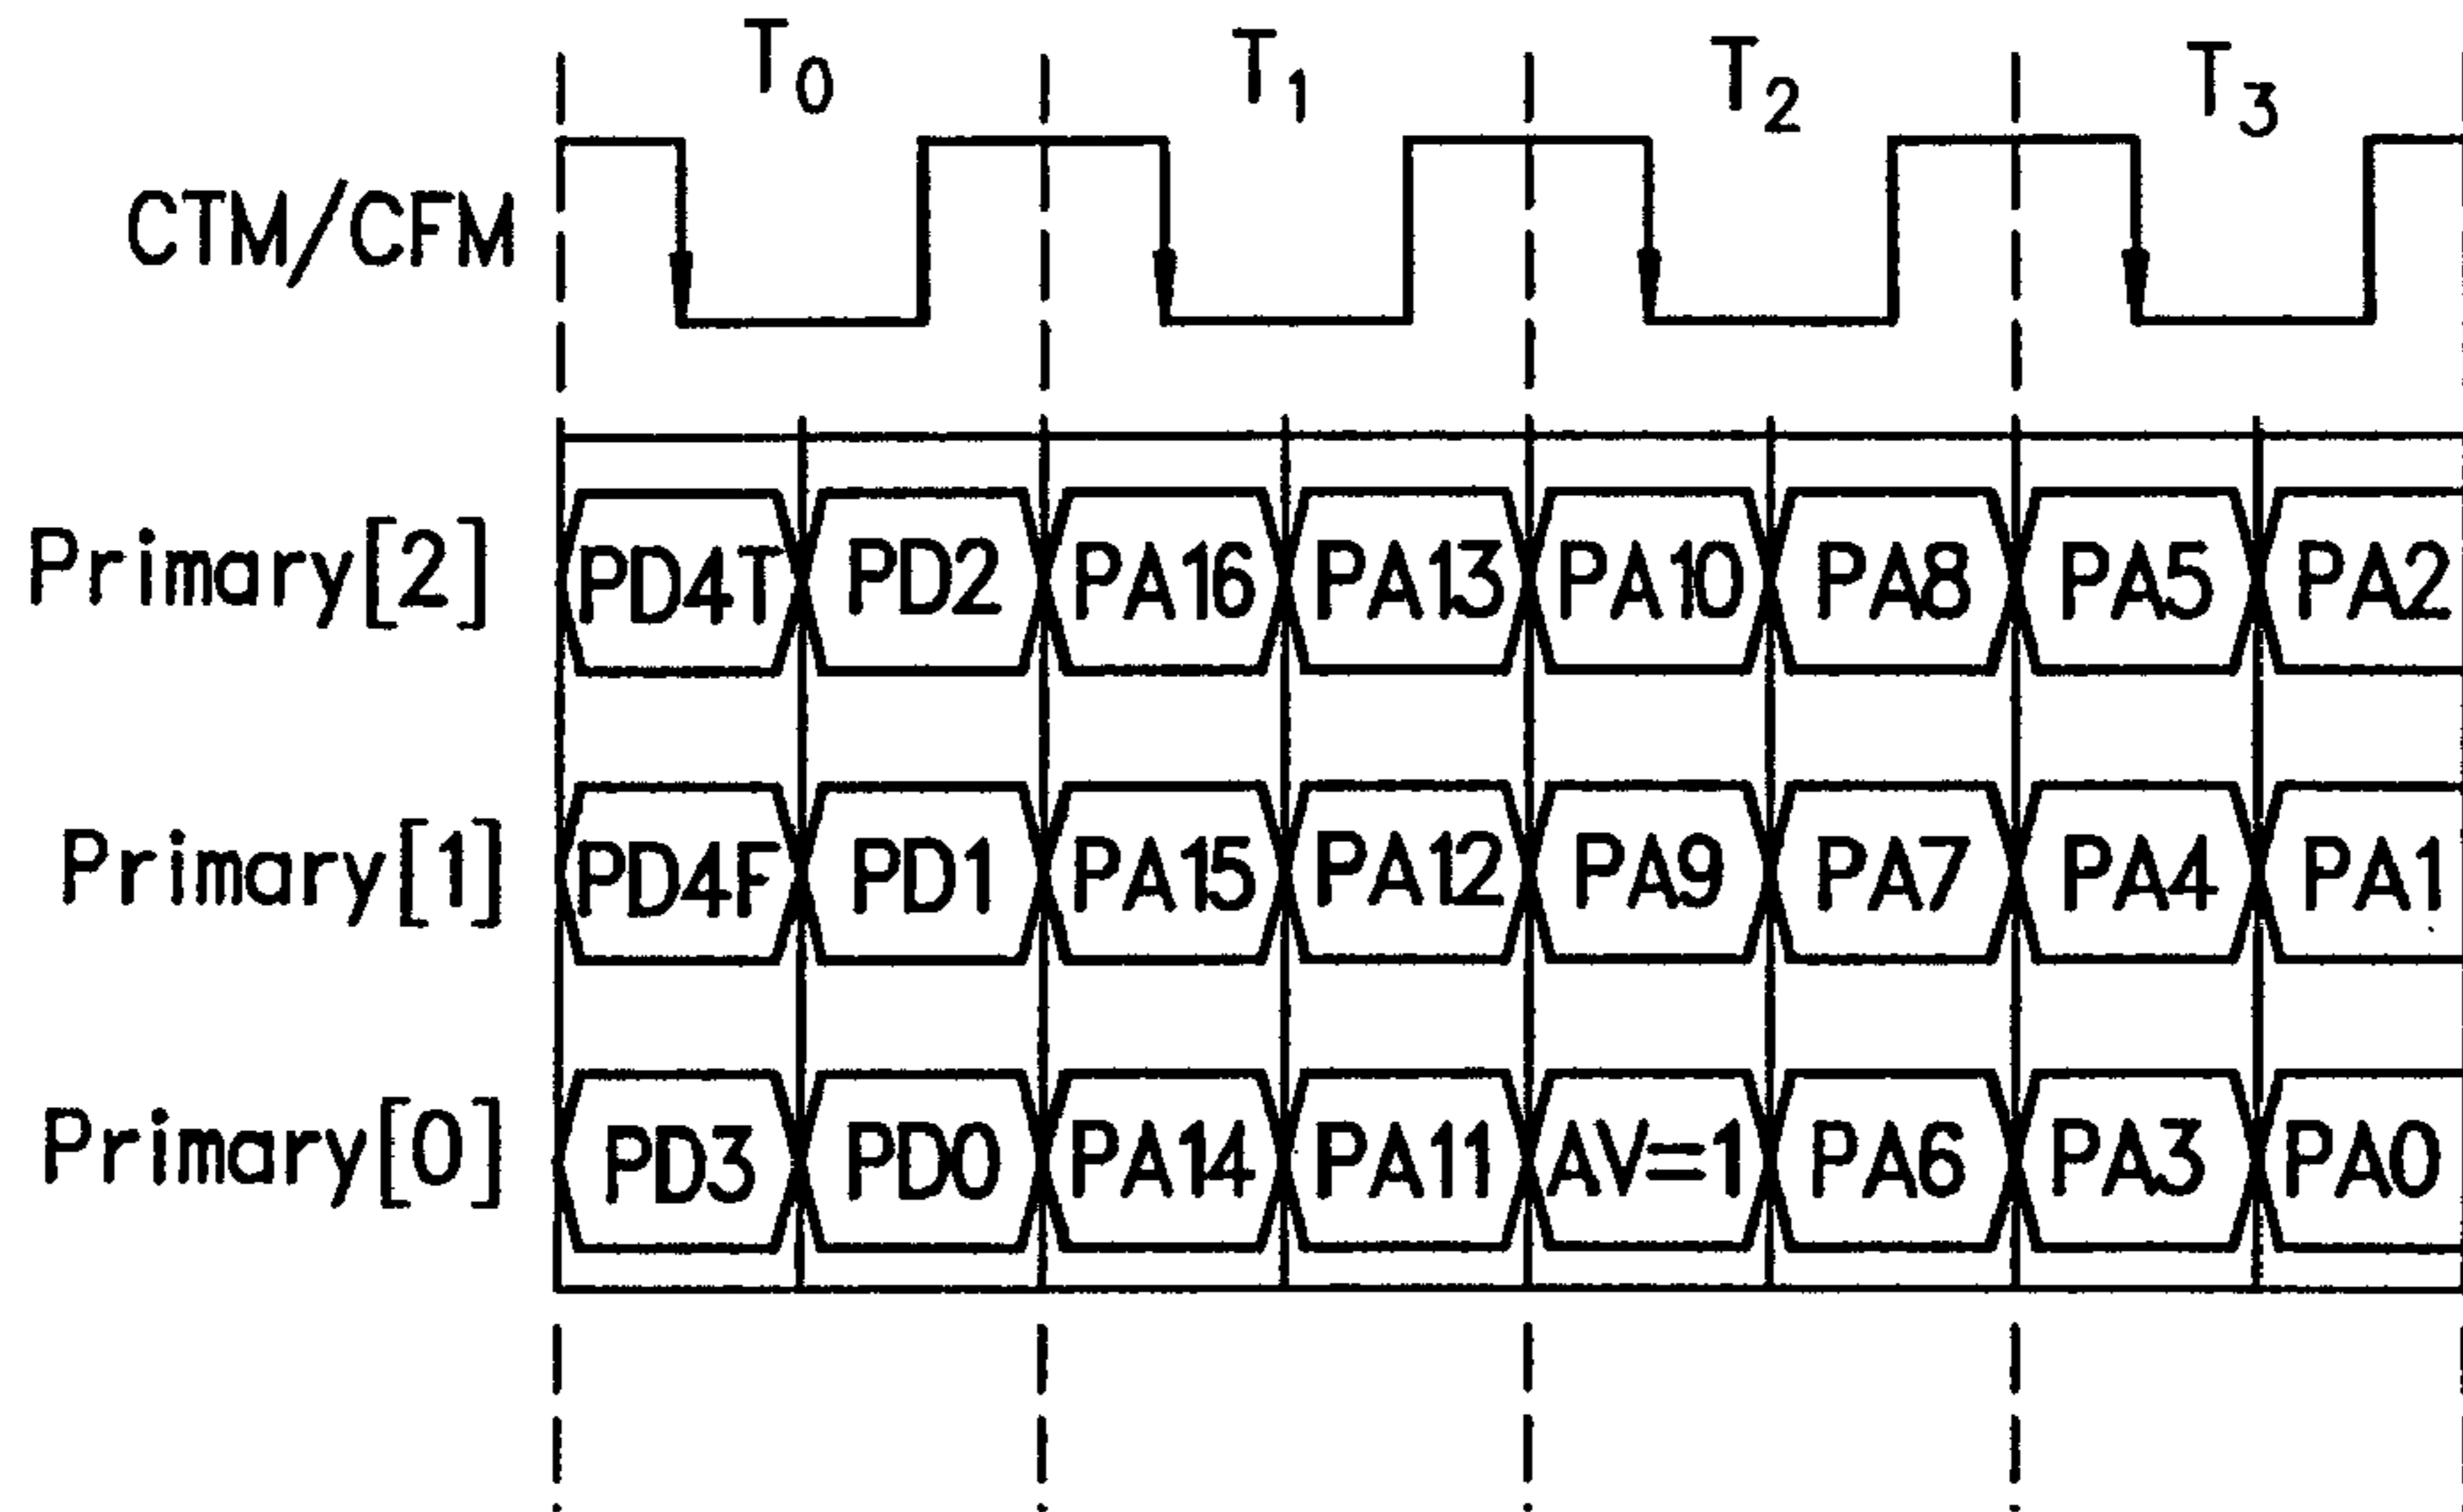 T0 T1 T2 T3
CTM/CFM
Primary[2] PD4T PD2 PA16 PA13 PA10 PA8 PA5 PA2
Primary[1] PD4F PD1 PA15 PA12 PA9 PA7 PA4 PA1
Primary[0] PD3 PD0 PA14 PA11 AV=1 PA6 PA3 PA0